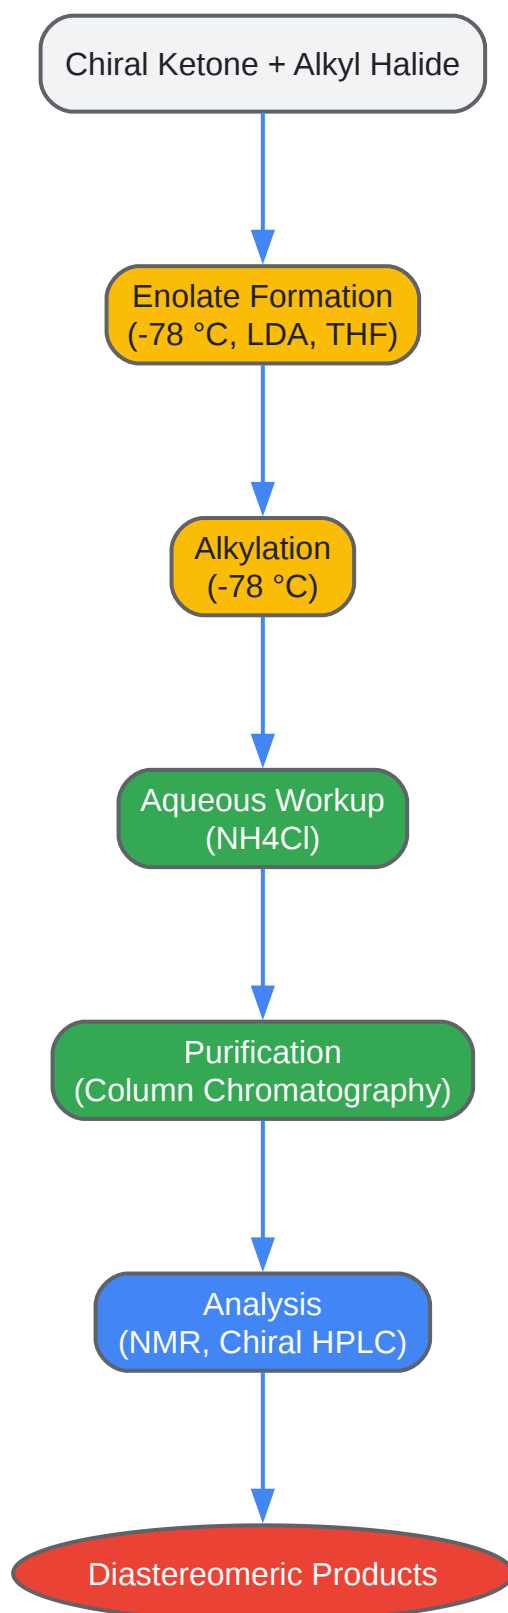 Chiral Ketone + Alkyl Halide
Enolate Formation
(-78 °C, LDA, THF)
Alkylation
(-78 °C)
Aqueous Workup
(NH4Cl)
Purification
(Column Chromatography)
Analysis
(NMR, Chiral HPLC)
Diastereomeric Products